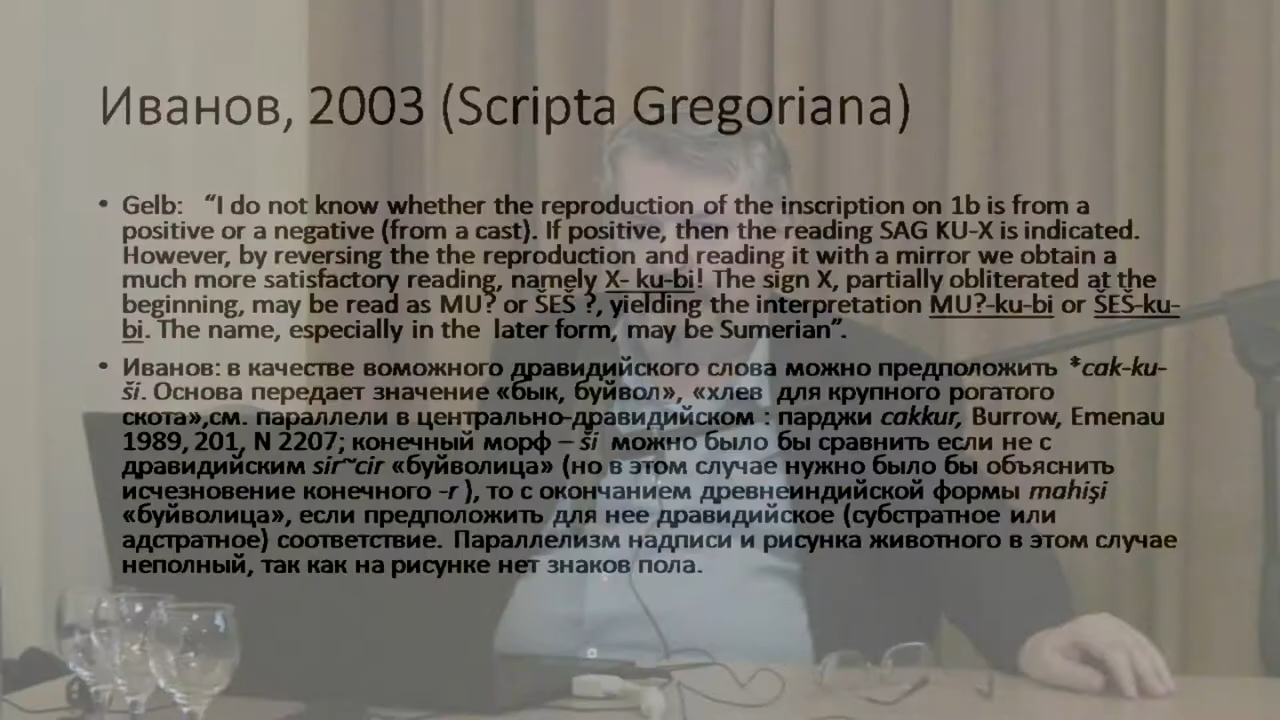 Иванов, 2003 (Scripta Gregoriana)
• Gelb: “I do not know whether the reproduction of the inscription on 1b is from a
positive or a negative (from a cast). If positive, then the reading SAG KU-X is indicated.
However, by reversing the the reproduction and reading it with a mirror we obtain a
much more satisfactory reading, namely X- ku-bi! The sign X, partially obliterated at the
beginning, may be read as MU? or ŠEŠ ?, yielding the interpretation MU?-ku-bi or ŠEŠ-ku-
bi. The name, especially in the later form, may be Sumerian”.
• Иванов: в качестве воможного дравидийского слова можно предположить *cak-ku-
ši. Основа передает значение «бык, буйвол», «хлев для крупного рогатого
скота»,см. параллели в центрально-дравидийском : парджи cakkur, Burrow, Emenau
1989, 201, N 2207; конечный морф – ši можно было бы сравнить если не с
дравидийским sir~cir «буйволица» (но в этом случае нужно было бы объяснить
исчезновение конечного -r ), то с окончанием древнеиндийской формы mahişi
«буйволица», если предположить для нее дравидийское (субстратное или
адстратное) соответствие. Параллелизм надписи и рисунка животного в этом случае
неполный, так как на рисунке нет знаков пола.